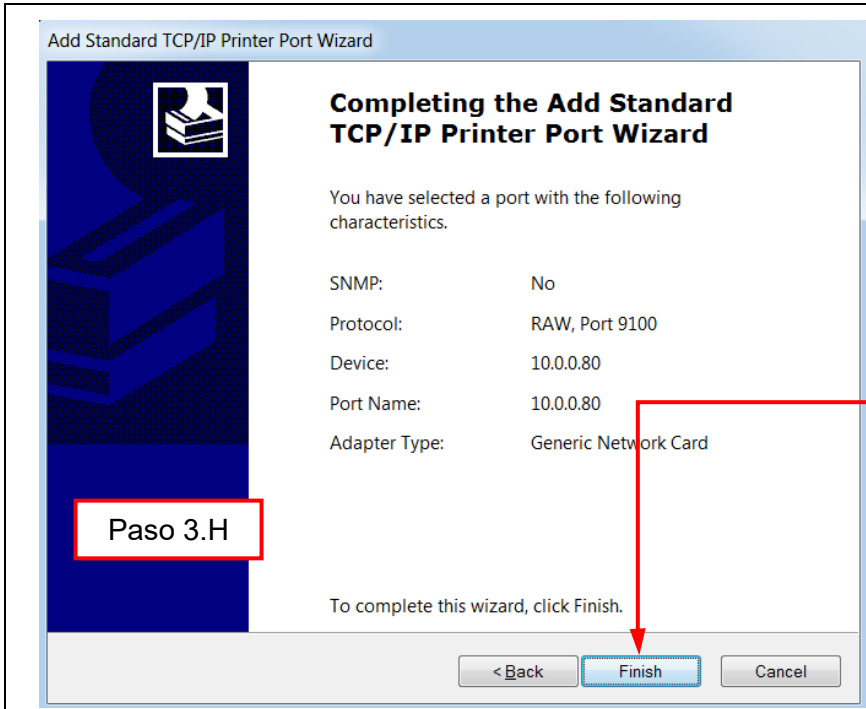 Add Standard TCP/IP Printer Port Wizard
Completing the Add Standard
TCP/IP Printer Port Wizard
You have selected a port with the following
characteristics.
SNMP: No
Protocol: RAW, Port 9100
Device: 10.0.0.80
Port Name: 10.0.0.80
Adapter Type: Generic Network Card
Paso 3.H
To complete this wizard, click Finish.
< Back Finish Cancel